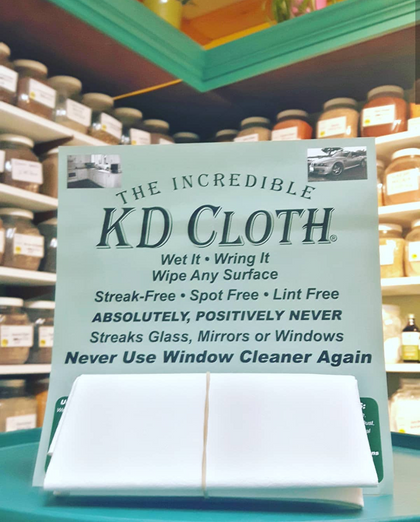 THE INCREDIBLE
KD CLOTH®
Wet It • Wring It
Wipe Any Surface
Streak-Free • Spot Free • Lint Free
ABSOLUTELY, POSITIVELY NEVER
Streaks Glass, Mirrors or Windows
Never Use Window Cleaner Again